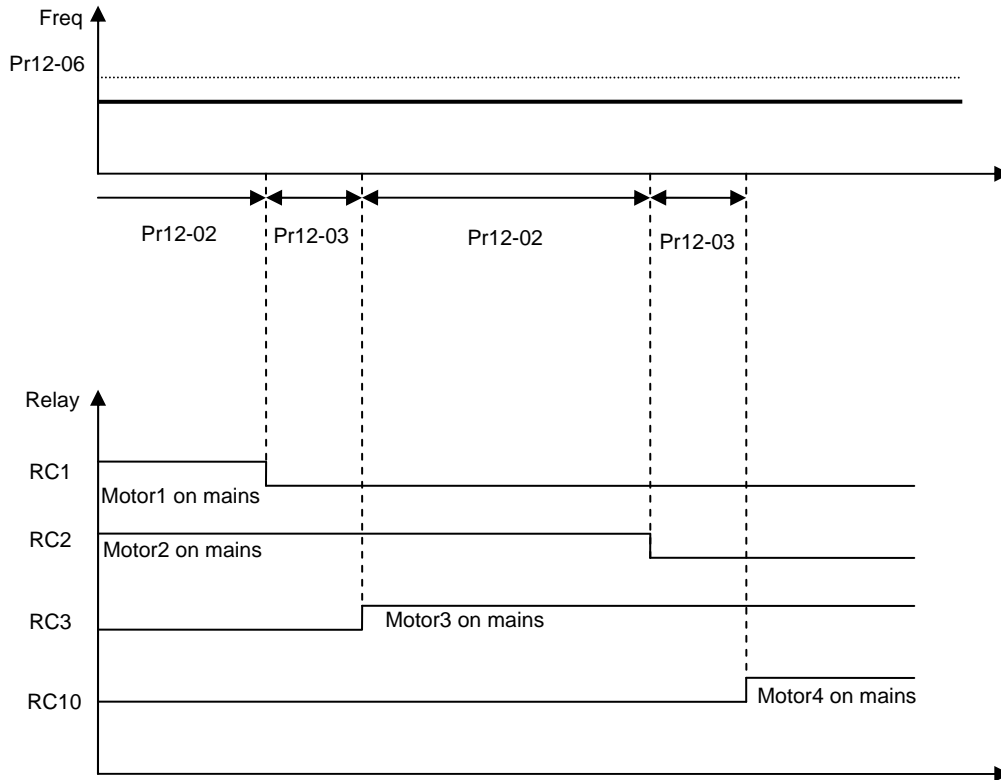 Freq
Pr12-06
Pr12-02
Pr12-03
Pr12-02
Pr12-03
Relay
RC1
Motor1 on mains
RC2
Motor2 on mains
RC3
Motor3 on mains
RC10
Motor4 on mains